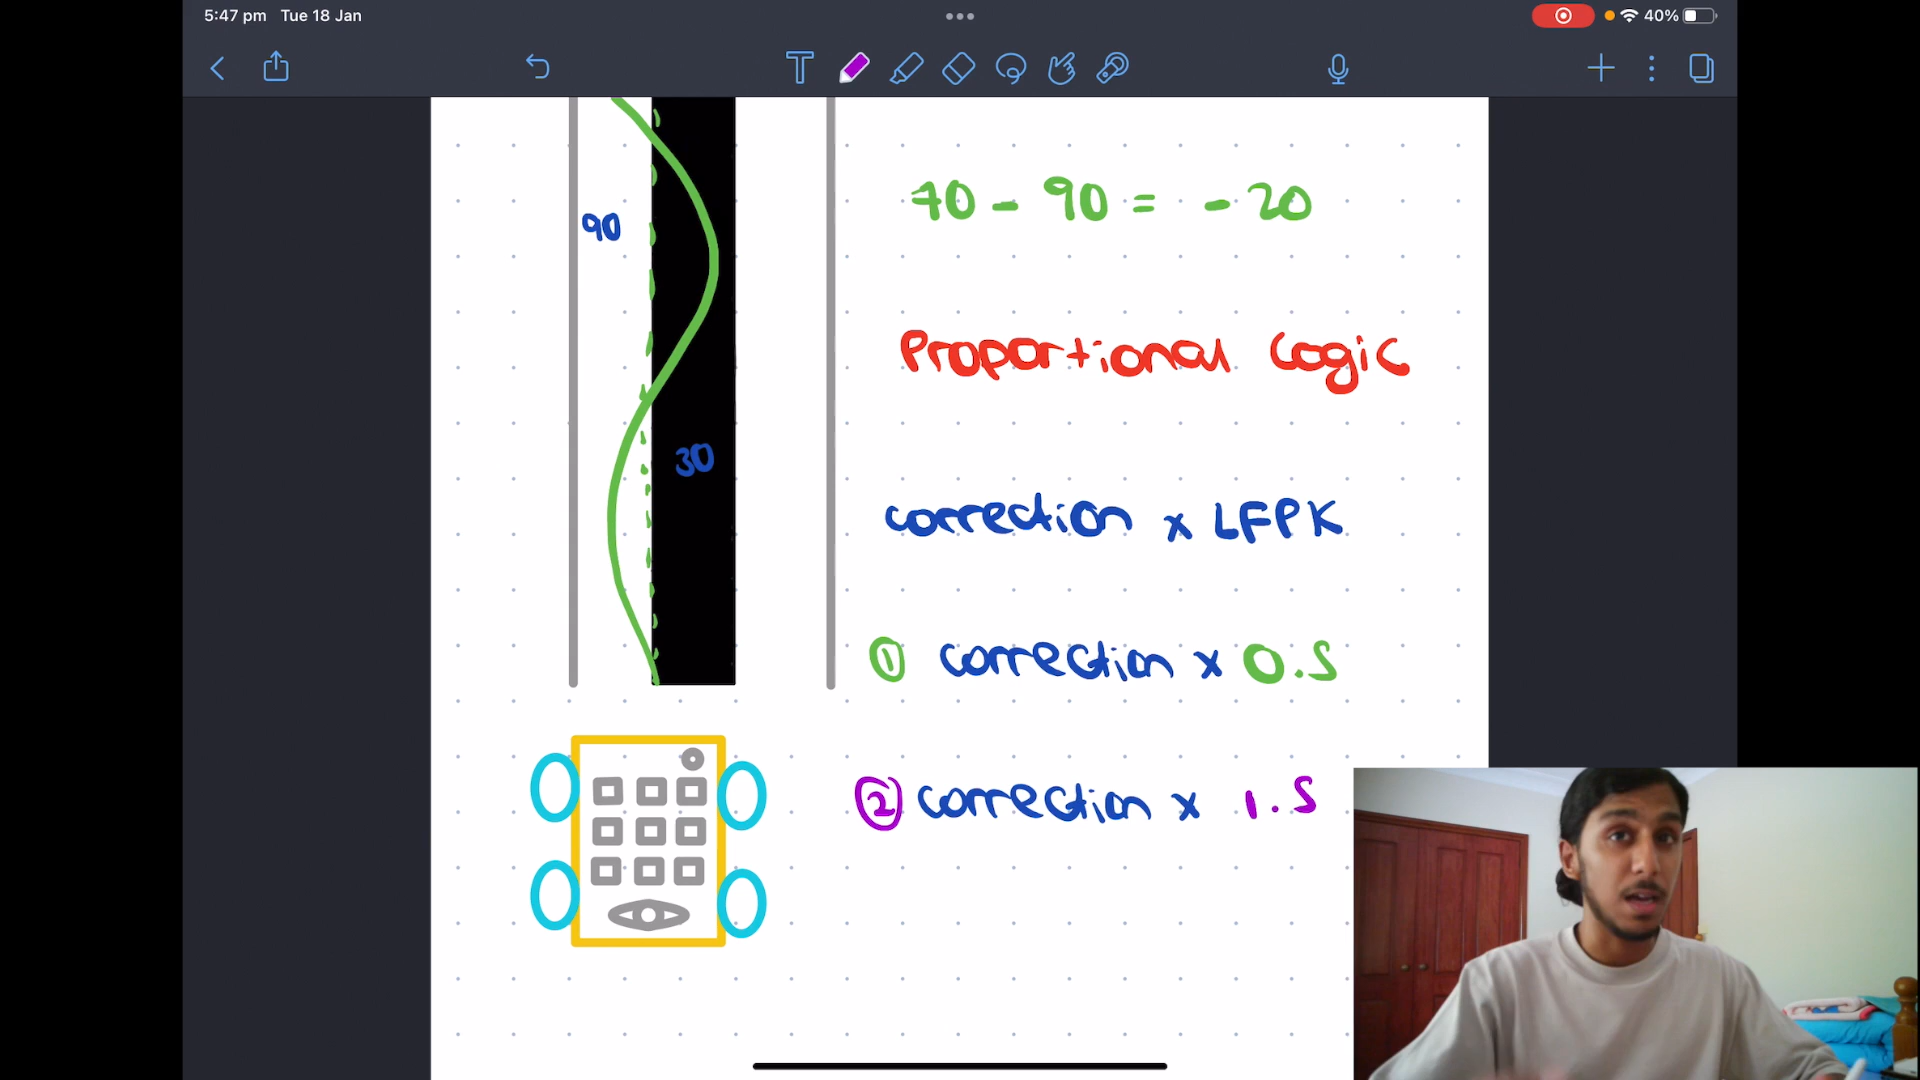 5:47 pm Tue 18 Jan
40%
90
70 - 90 = - 20
Proportional Logic
30
correction x LFPK
① correction x 0.5
② correction x 1.5